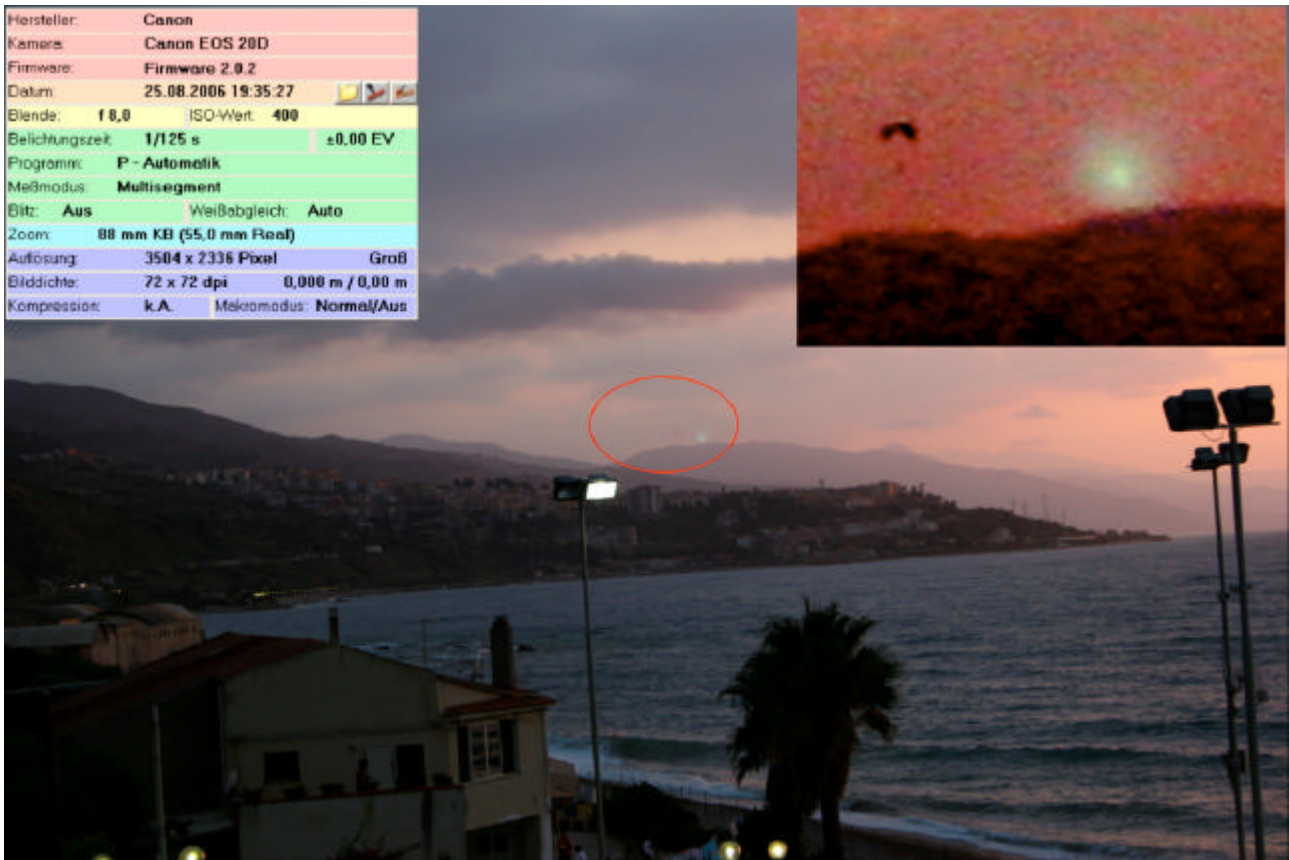 Hersteller: Canon
Kamera: Canon EOS 20D
Firmware: Firmware 2.0.2
Datum: 25.08.2006 19:35:27
Blende: f 8,0 ISO-Wert: 400
Belichtungszeit: 1/125 s ±0,00 EV
Programm: P - Automatik
Meßmodus: Multisegment
Blitz: Aus Weißabgleich: Auto
Zoom: 88 mm KB (55,0 mm Real)
Auflösung: 3504 x 2336 Pixel Groß
Bilddichte: 72 x 72 dpi 0,000 m / 0,00 m
Kompression: k.A. Makromodus: Normal/Aus